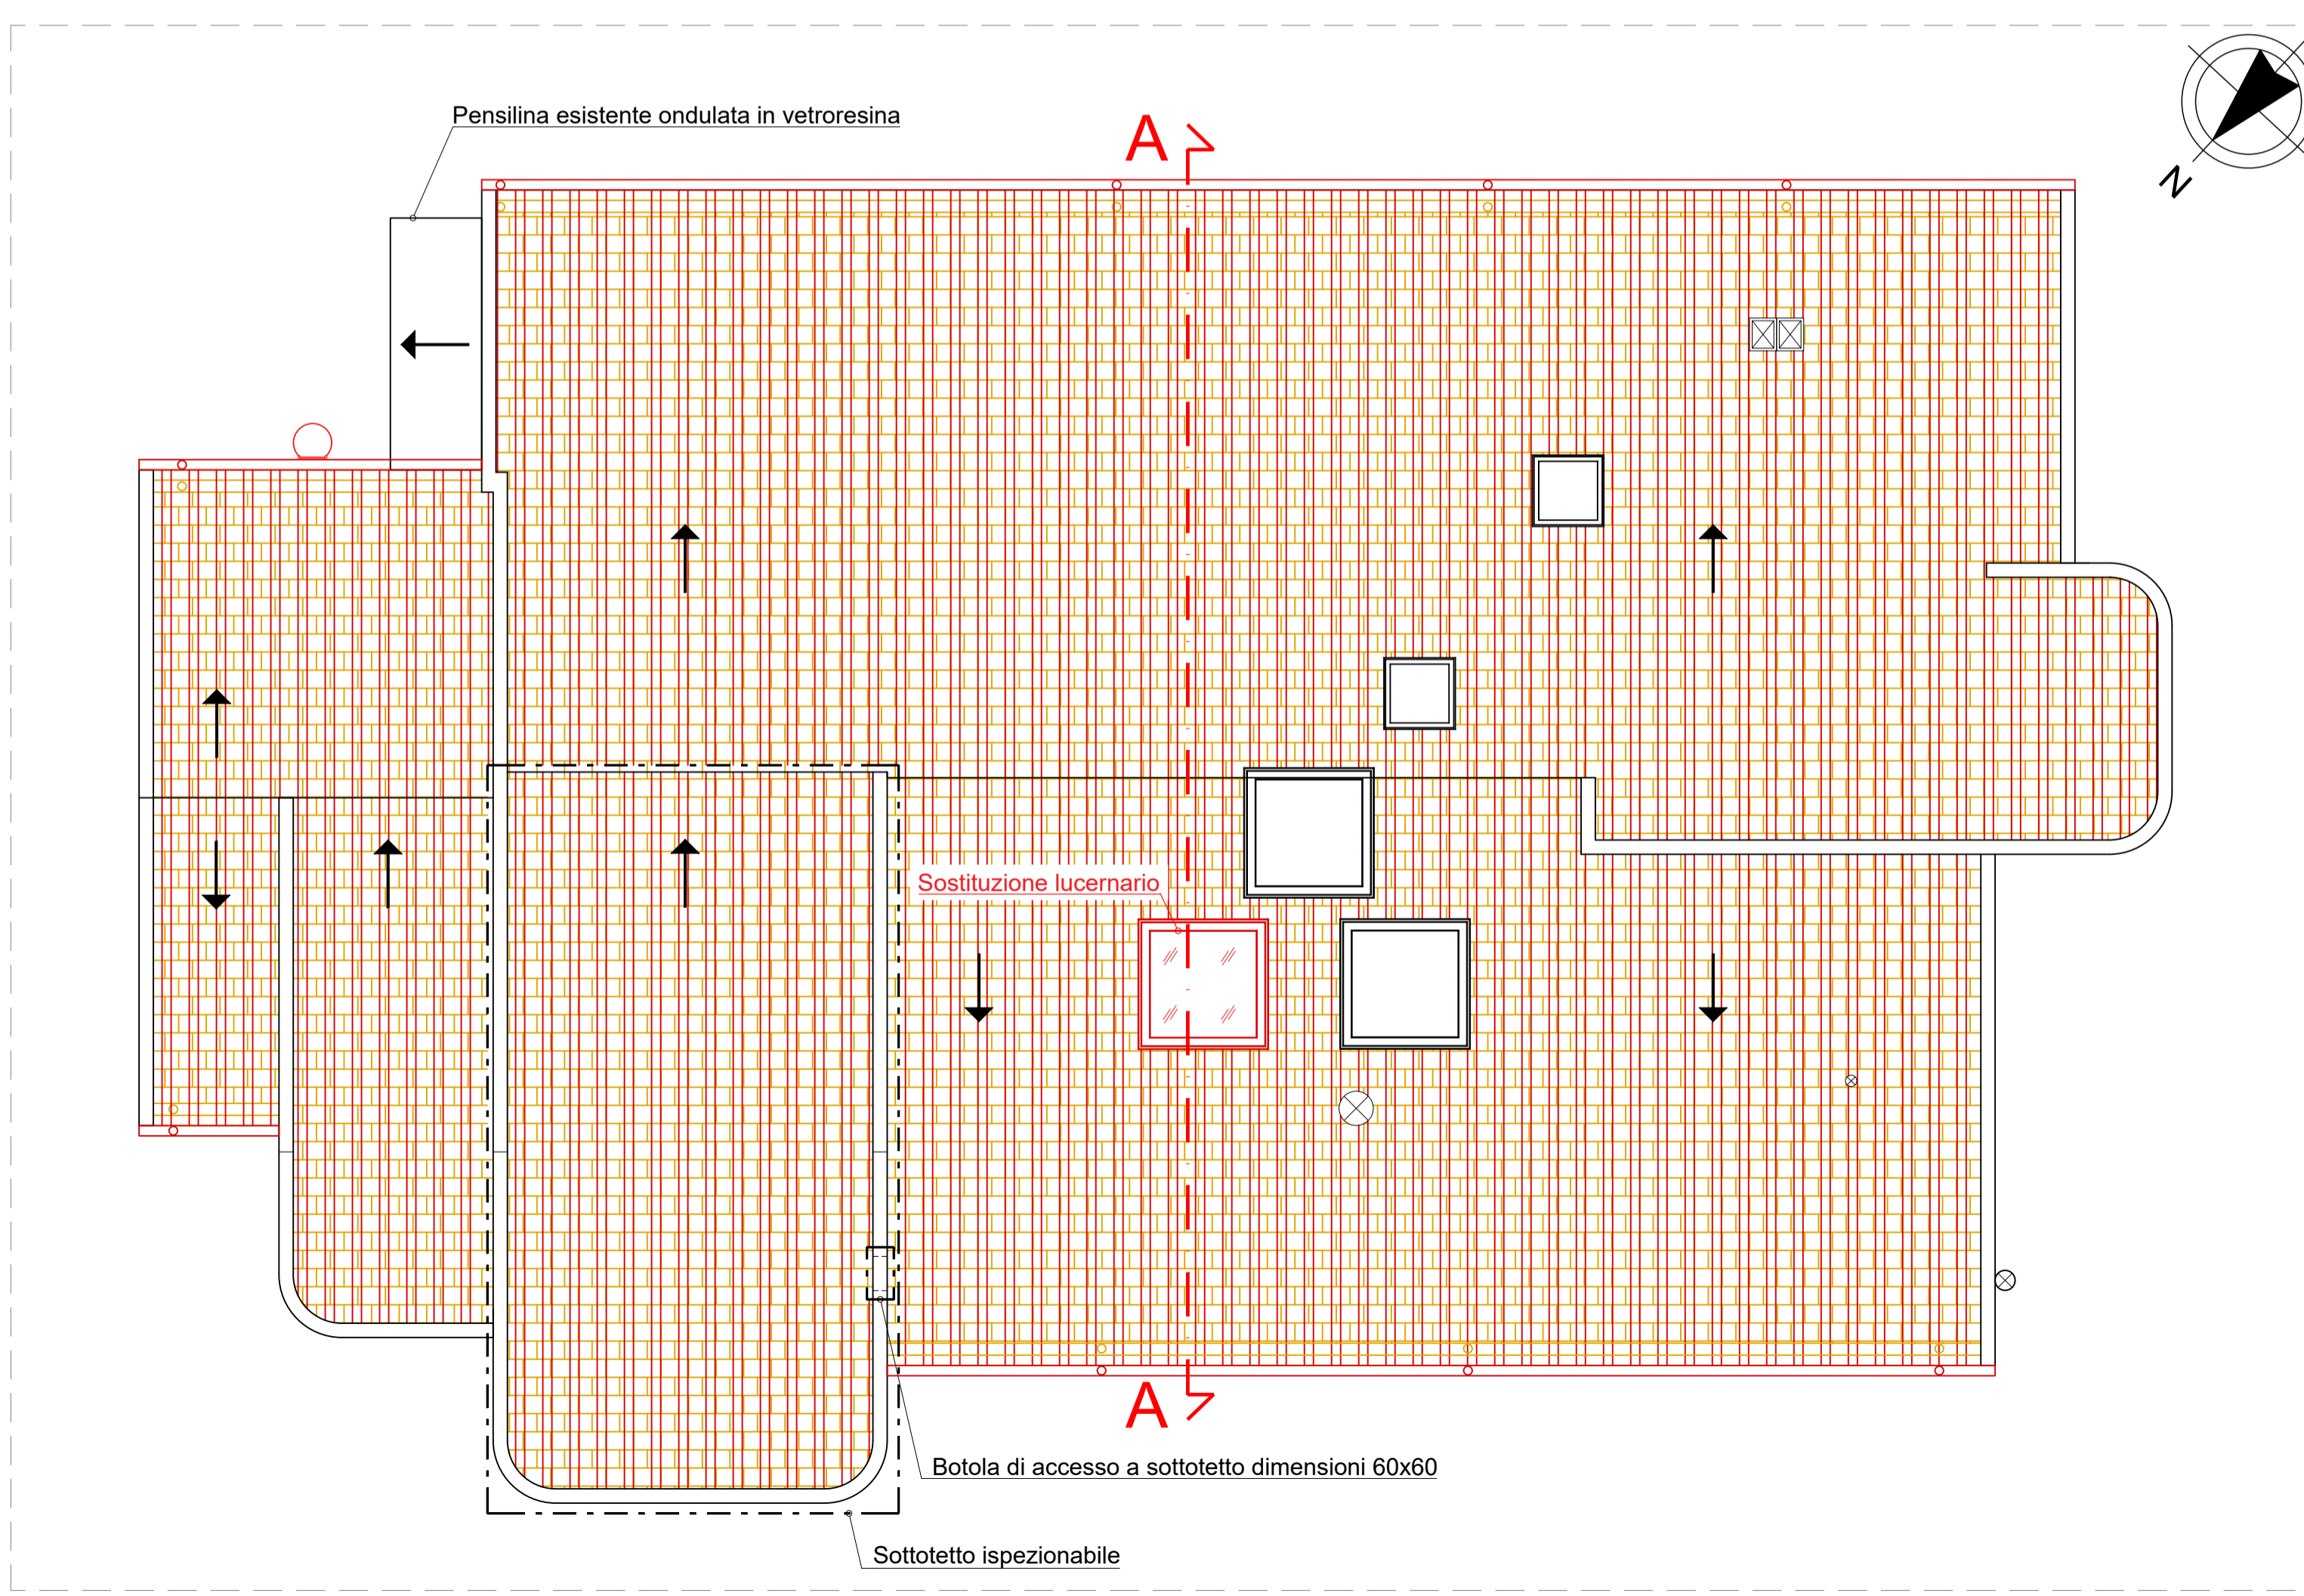 Pensilina esistente ondulata in vetroresina
A
N
Sostituzione lucernario
A
Botola di accesso a sottotetto dimensioni 60x60
Sottotetto ispezionabile